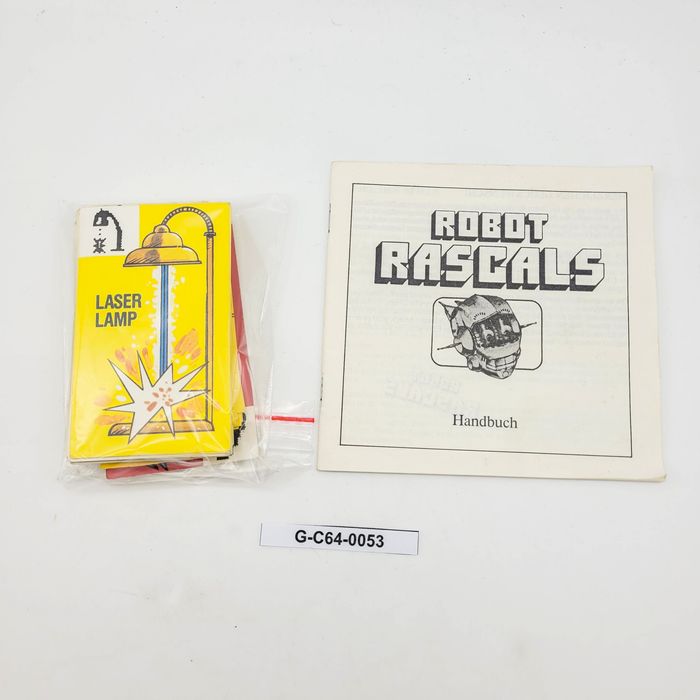 LASER
LAMP
ROBOT
RASCALS
Handbuch
G-C64-0053